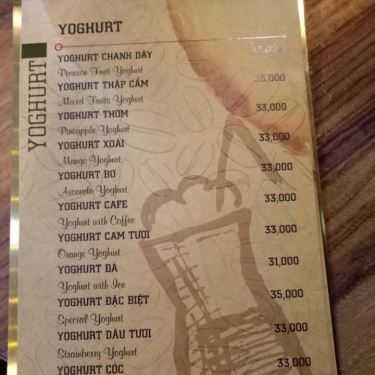 YOGHURT
YOGHURT
YOGHURT CHANH DÂY
Passion Fruit Yoghurt
YOGHURT THẬP CẨM 35,000
Mixed Fruits Yoghurt
YOGHURT THƠM 33,000
Pineapple Yoghurt
YOGHURT XOÀI 33,000
Mango Yoghurt
YOGHURT BƠ 33,000
Avocado Yoghurt
YOGHURT CAFE 33,000
Yoghurt with Coffee
YOGHURT CAM TƯƠI 33,000
Orange Yoghurt
YOGHURT ĐÁ 31,000
Yoghurt with Ice
YOGHURT ĐẶC BIỆT 35,000
Special Yoghurt
YOGHURT DÂU TƯƠI 33,000
Strawberry Yoghurt
YOGHURT CÓC 33,000